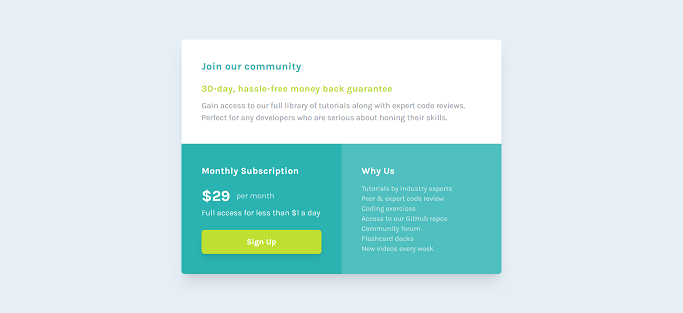 Join our community
30-day, hassle-free money back guarantee
Gain access to our full library of tutorials along with expert code reviews.
Perfect for any developers who are serious about honing their skills.
Monthly Subscription
$29 per month
Full access for less than $1 a day
Sign Up
Why Us
Tutorials by industry experts
Peer & expert code review
Coding exercises
Access to our GitHub repos
Community forum
Flashcard decks
New videos every week